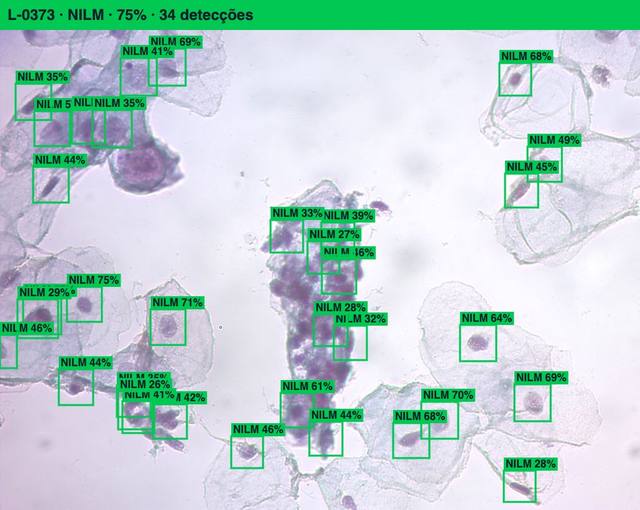 L-0373 · NILM · 75% · 34 detecções
NILM 69%
NILM 41%
NILM 68%
NILM 35%
NILM 35%
NILM 49%
NILM 44%
NILM 45%
NILM 33%
NILM 39%
NILM 27%
NILM 46%
NILM 75%
NILM 29%
NILM 71%
NILM 28%
NILM 32%
NILM 64%
NILM 46%
NILM 44%
NILM 26%
NILM 41%
NILM 42%
NILM 61%
NILM 44%
NILM 70%
NILM 68%
NILM 69%
NILM 46%
NILM 28%